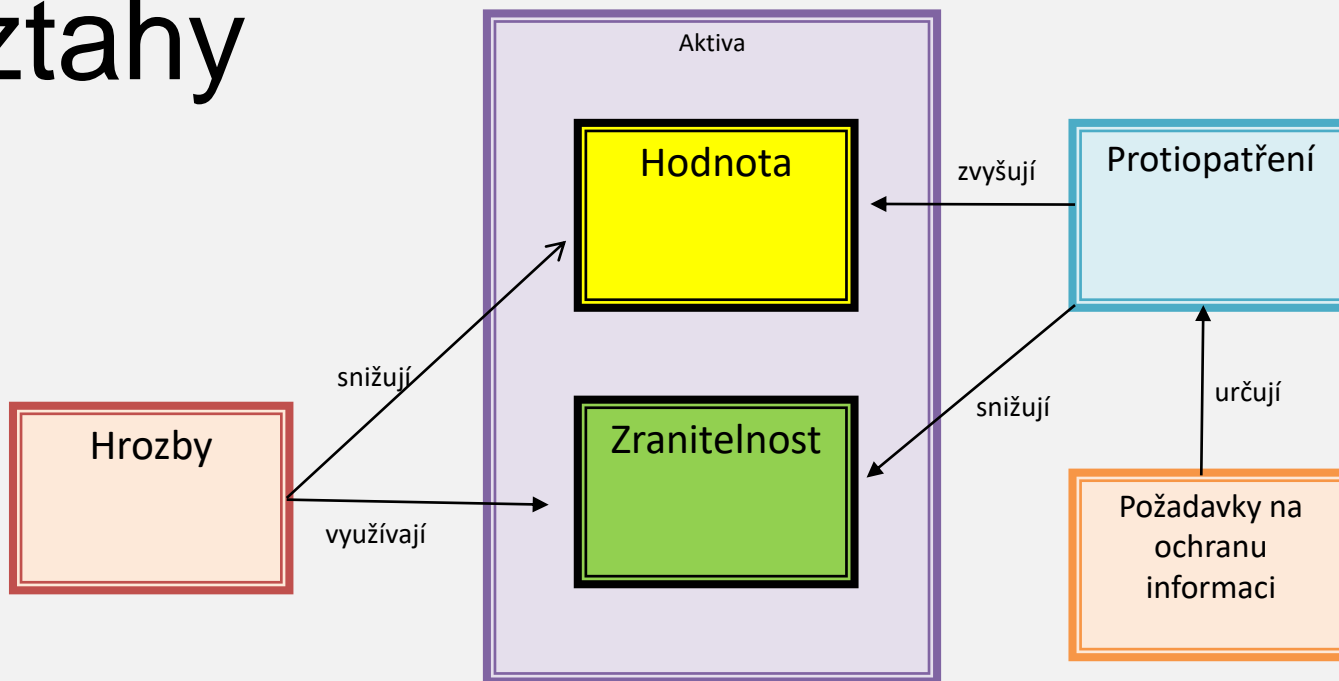 ztahy
Aktiva
Hodnota
zvyšují
Protiopatření
snižují
Hrozby
Zranitelnost
snižují
určují
využívají
Požadavky na
ochranu
informaci